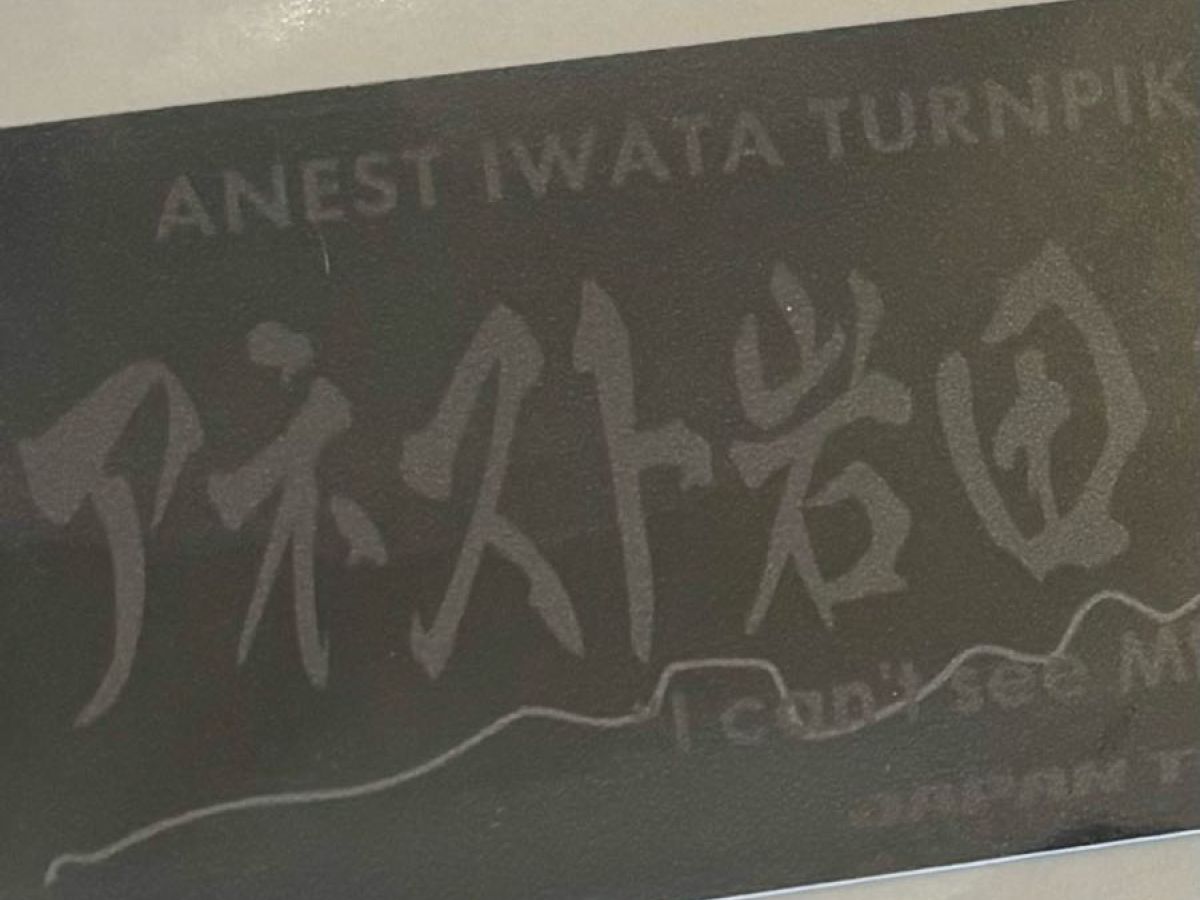 ANEST IWATA TURNPIK
アネスト岩田
I can't see M